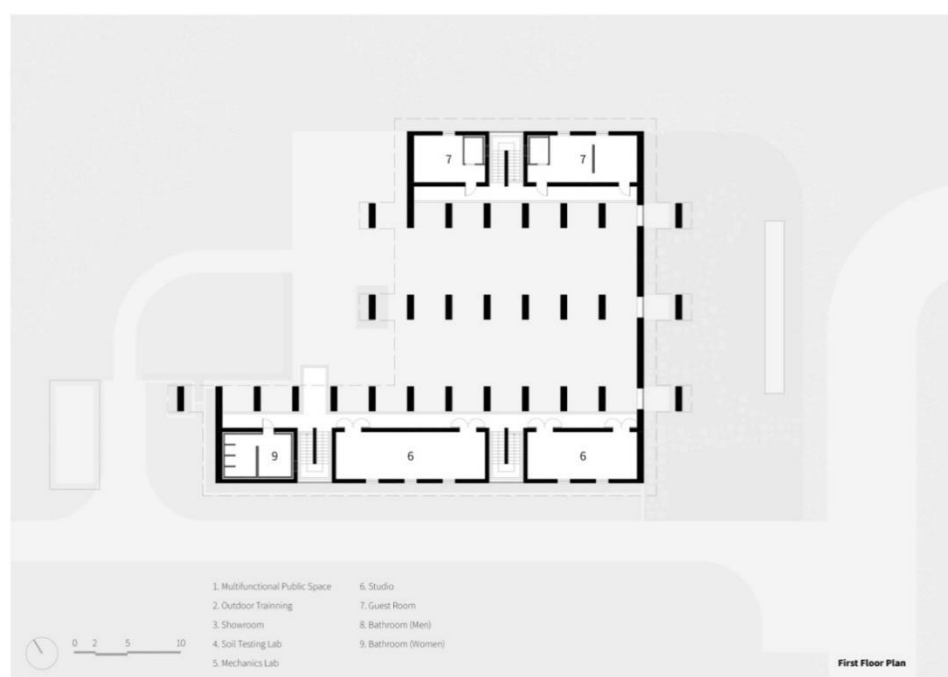 7
7
9
6
6
1. Multifunctional Public Space
6. Studio
2. Outdoor Trainning
7. Guest Room
3. Showroom
8. Bathroom (Men)
4. Soil Testing Lab
9. Bathroom (Women)
5. Mechanics Lab
0 2 5 10
First Floor Plan